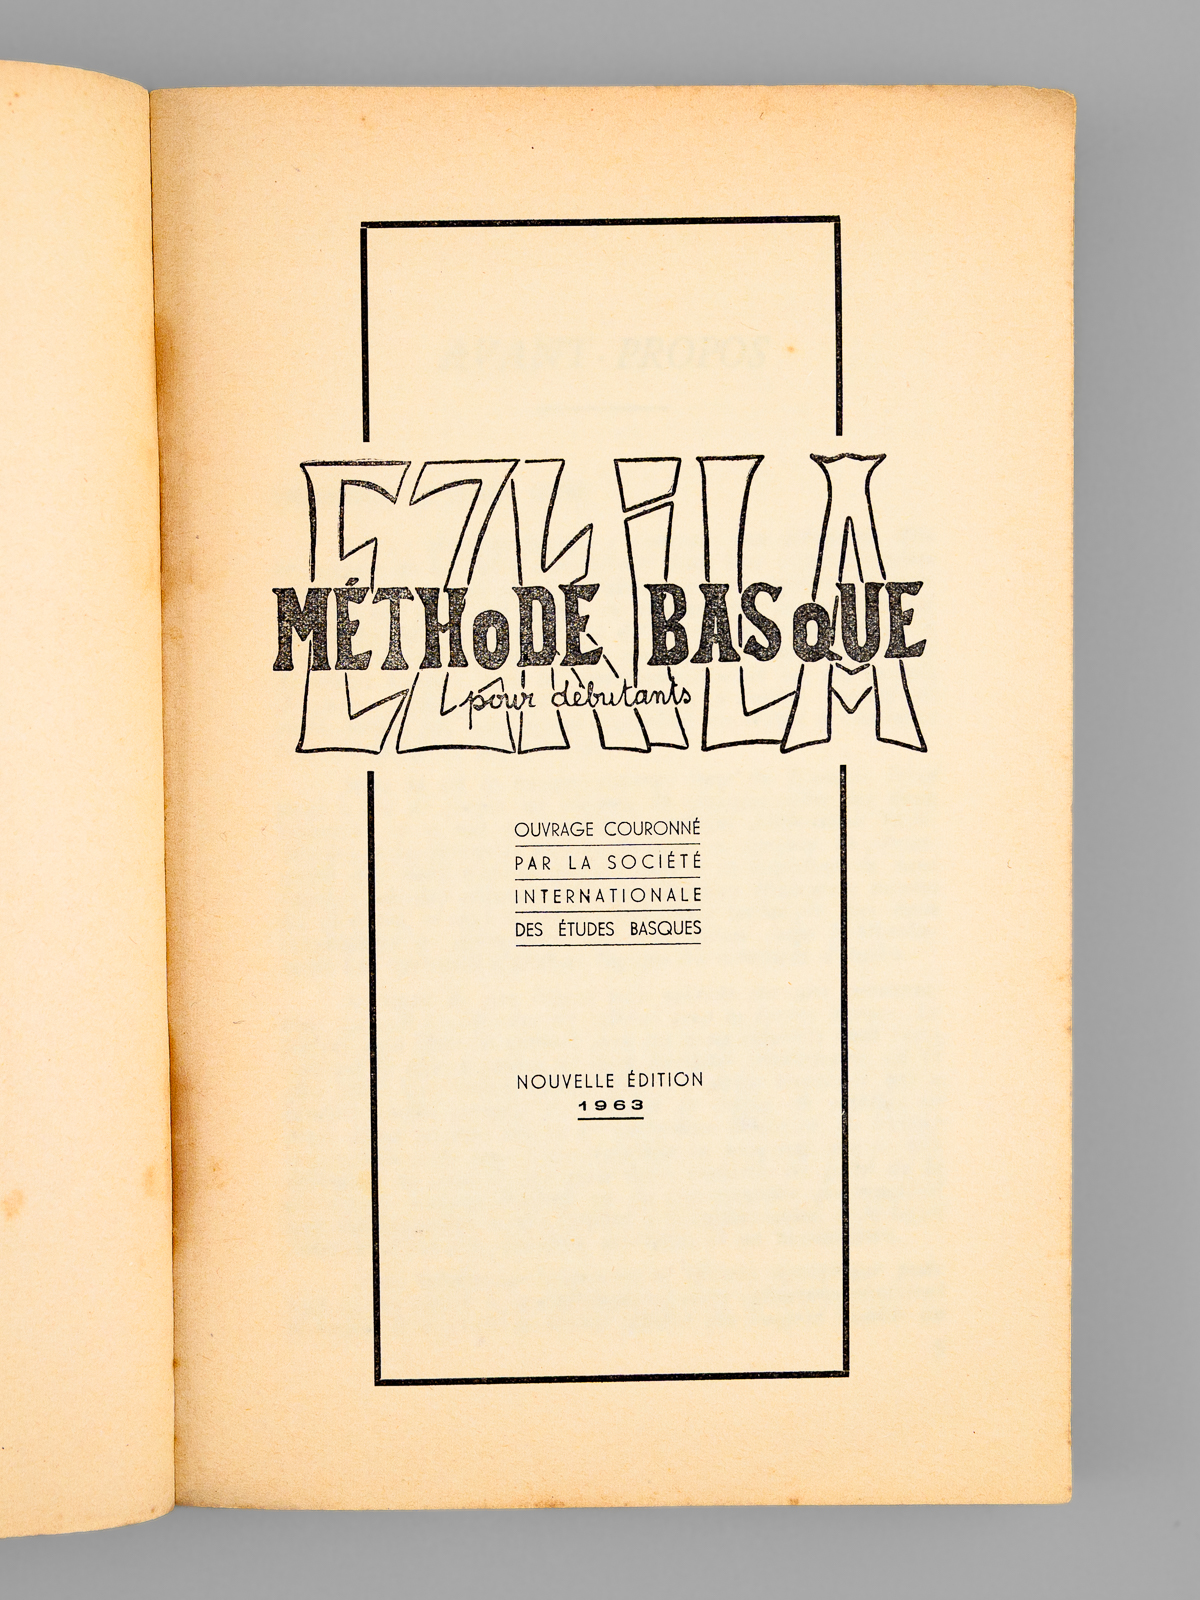 EZKiLA
MÉTHoDE BASQUE
pour débutants
OUVRAGE COURONNÉ
PAR LA SOCIÉTÉ
INTERNATIONALE
DES ÉTUDES BASQUES
NOUVELLE ÉDITION
1963